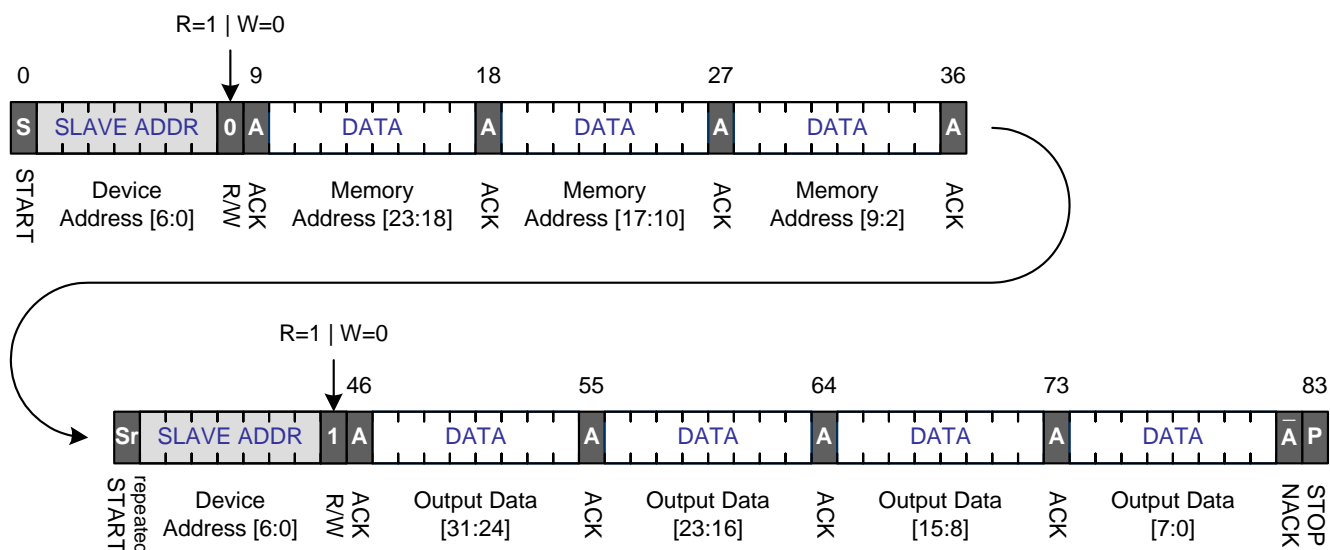 R=1 | W=0
0 9 18 27 36
S SLAVE ADDR 0 A DATA A DATA A DATA A
START Device Address [6:0] R/W ACK Memory Address [23:18] ACK Memory Address [17:10] ACK Memory Address [9:2] ACK
R=1 | W=0
46 55 64 73 83
Sr SLAVE ADDR 1 A DATA A DATA A DATA A DATA A̅ P
repeated START Device Address [6:0] R/W ACK Output Data [31:24] ACK Output Data [23:16] ACK Output Data [15:8] ACK Output Data [7:0] NACK STOP